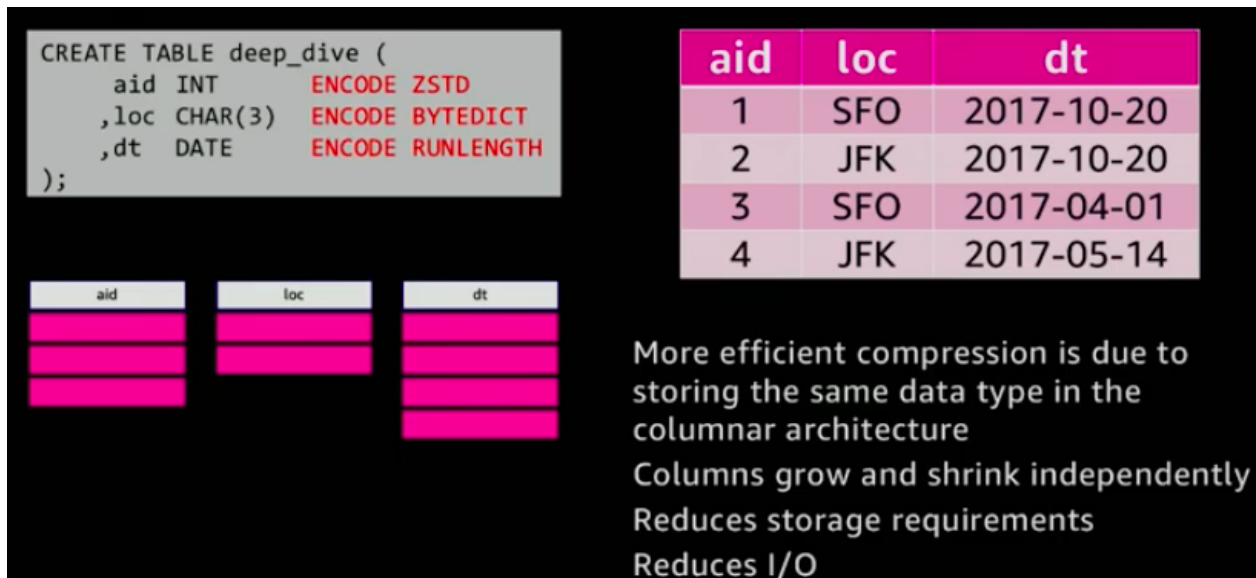 CREATE TABLE deep_dive (
aid INT ENCODE ZSTD
,loc CHAR(3) ENCODE BYTEDICT
,dt DATE ENCODE RUNLENGTH
);
aid loc dt
1 SFO 2017-10-20
2 JFK 2017-10-20
3 SFO 2017-04-01
4 JFK 2017-05-14
aid loc dt
More efficient compression is due to
storing the same data type in the
columnar architecture
Columns grow and shrink independently
Reduces storage requirements
Reduces I/O